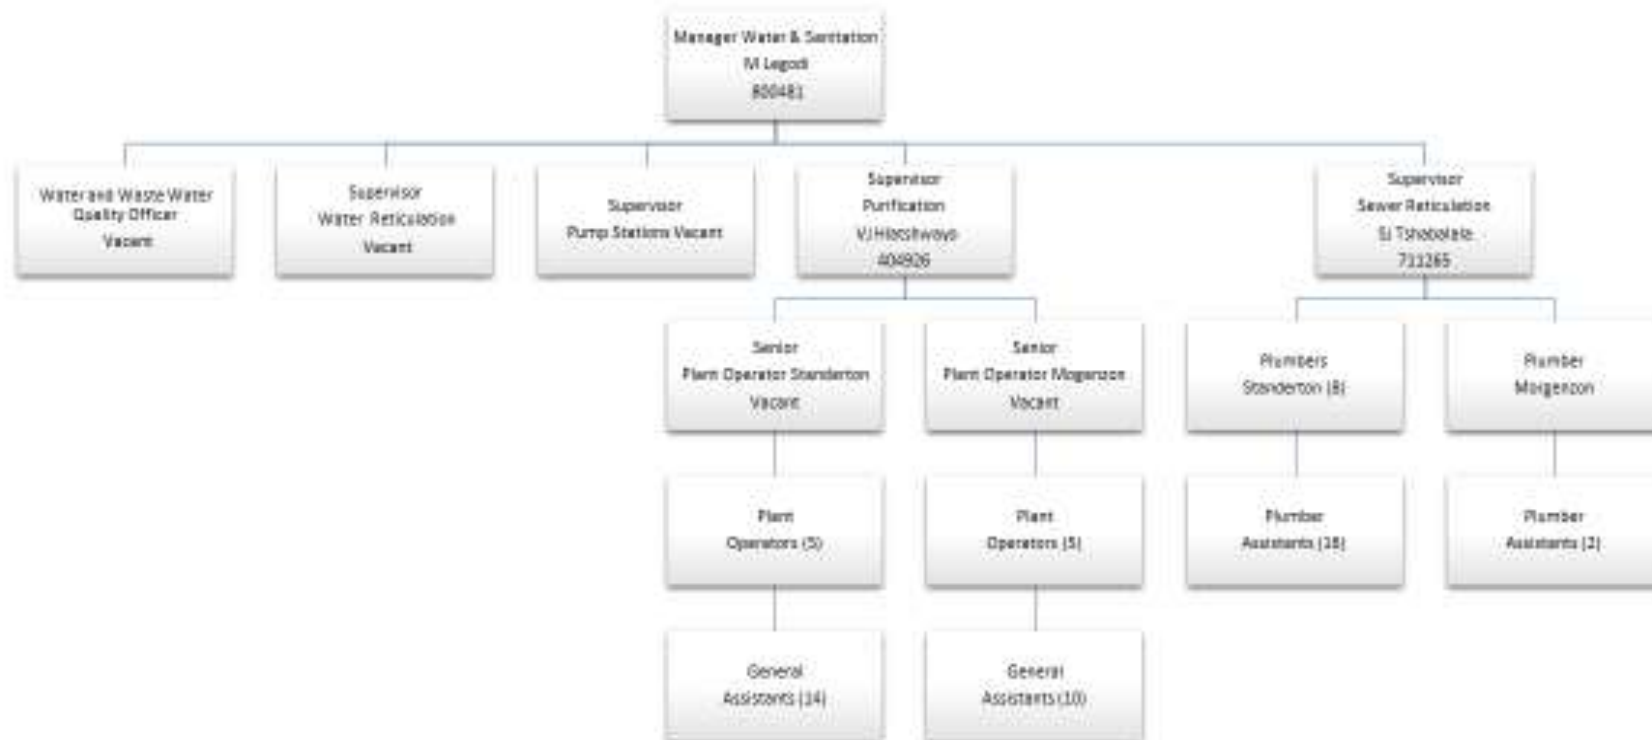 Manager Water & Sanitation
M Legodi
800481
Water and Waste Water
Quality Officer
Vacant
Supervisor
Water Reticulation
Vacant
Supervisor
Pump Stations Vacant
Supervisor
Purification
VJ Hlatshwayo
404926
Supervisor
Sewer Reticulation
SJ Tshabalala
711265
Senior
Plant Operator Standerton
Vacant
Senior
Plant Operator Mogenzon
Vacant
Plumbers
Standerton (8)
Plumber
Morgenzon
Plant
Operators (5)
Plant
Operators (5)
Plumber
Assistants (16)
Plumber
Assistants (2)
General
Assistants (14)
General
Assistants (10)